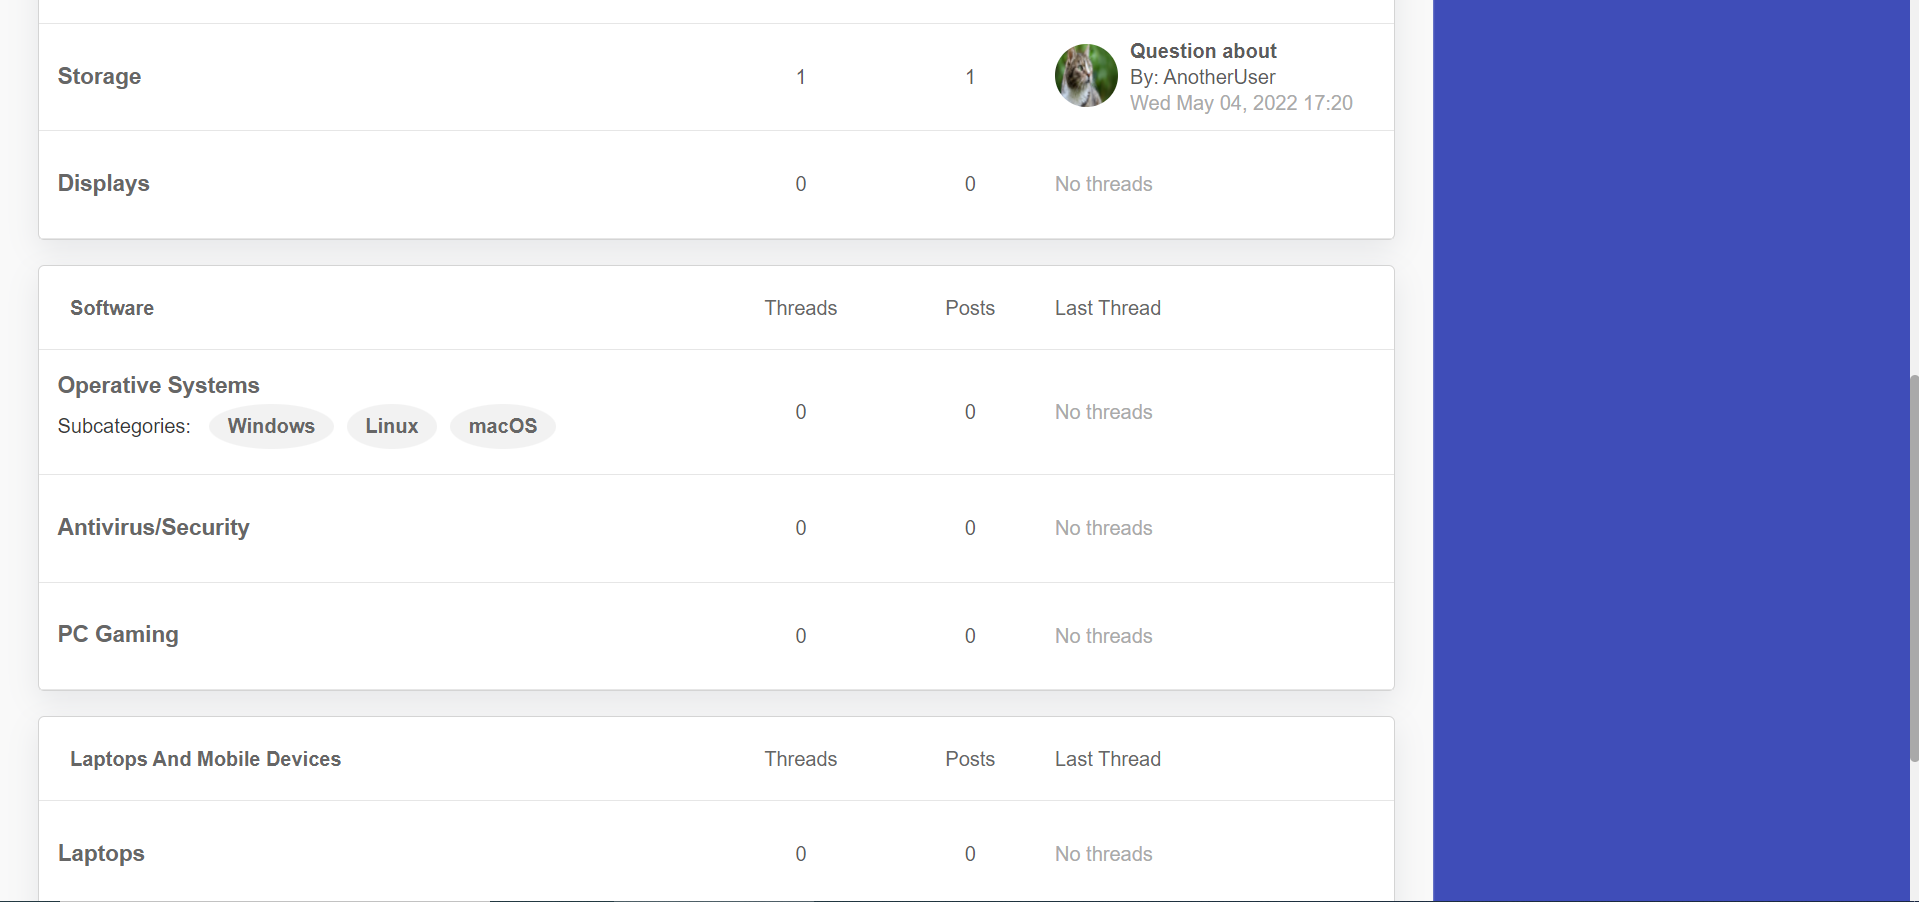 Storage 1 1 Question about
By: AnotherUser
Wed May 04, 2022 17:20
Displays 0 0 No threads
Software Threads Posts Last Thread
Operative Systems
Subcategories: Windows Linux macOS 0 0 No threads
Antivirus/Security 0 0 No threads
PC Gaming 0 0 No threads
Laptops And Mobile Devices Threads Posts Last Thread
Laptops 0 0 No threads